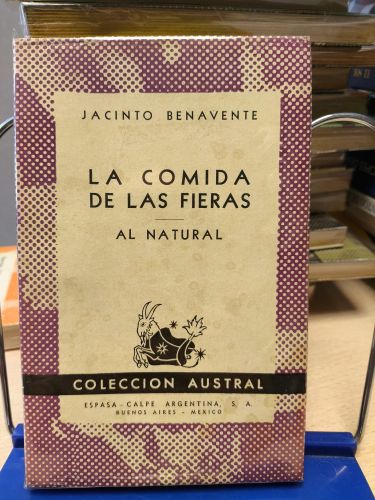 JACINTO BENAVENTE
LA COMIDA
DE LAS FIERAS
AL NATURAL
COLECCION AUSTRAL
ESPASA - CALPE ARGENTINA, S. A.
BUENOS AIRES - MEXICO